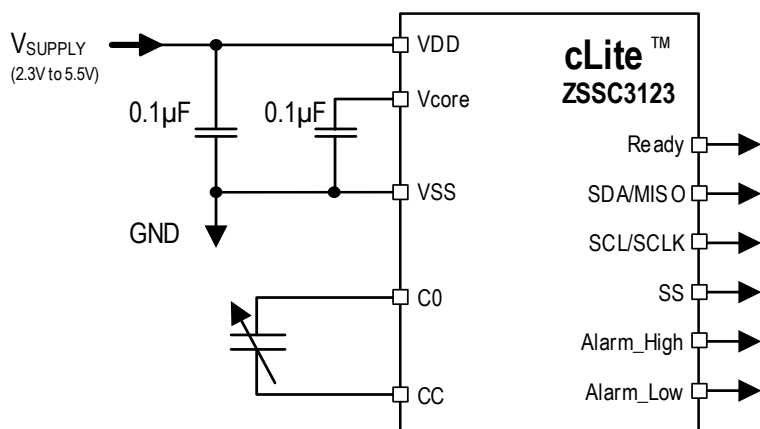 VSUPPLY
(2.3V to 5.5V)
0.1µF
0.1µF
GND
VDD
Vcore
VSS
C0
CC
cLite™
ZSSC3123
Ready
SDA/MISO
SCL/SCLK
SS
Alarm_High
Alarm_Low